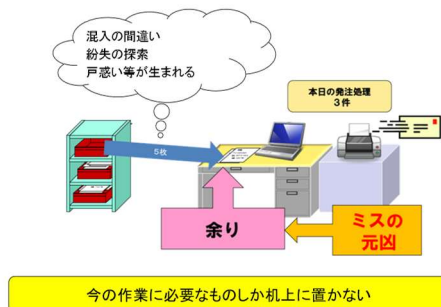 混入の間違い
紛失の探索
戸惑い等が生まれる
本日の発注処理
3件
5枚
余り
ミスの
元凶
今の作業に必要なものしか机上に置かない